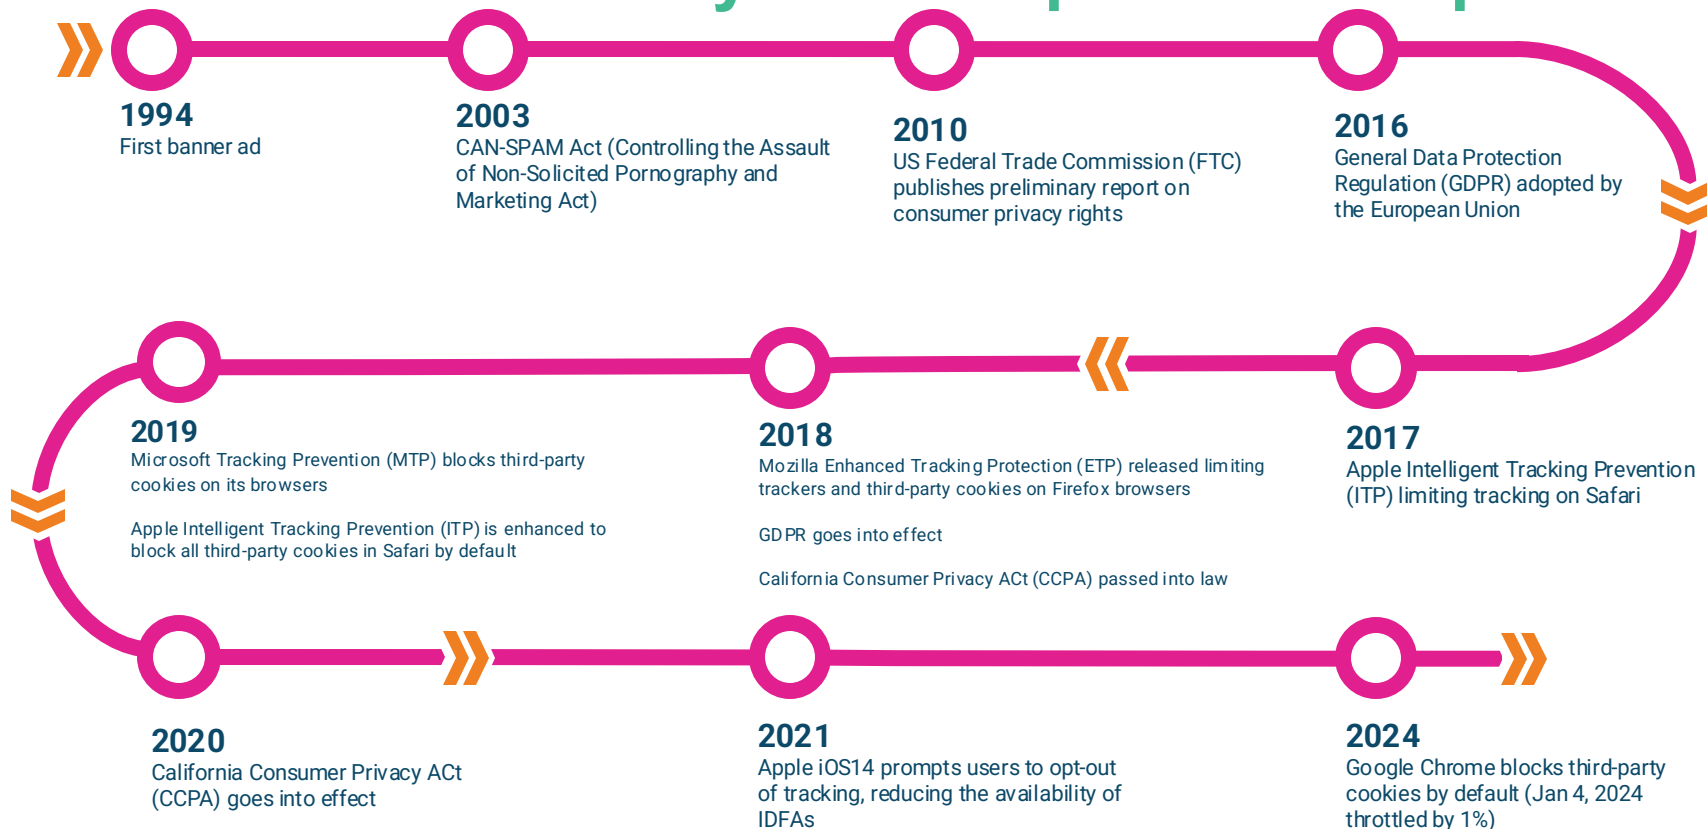 1994
First banner ad
2003
CAN-SPAM Act (Controlling the Assault
of Non-Solicited Pornography and
Marketing Act)
2010
US Federal Trade Commission (FTC)
publishes preliminary report on
consumer privacy rights
2016
General Data Protection
Regulation (GDPR) adopted by
the European Union
2017
Apple Intelligent Tracking Prevention
(ITP) limiting tracking on Safari
2018
Mozilla Enhanced Tracking Protection (ETP) released limiting
trackers and third-party cookies on Firefox browsers
GDPR goes into effect
California Consumer Privacy ACt (CCPA) passed into law
2019
Microsoft Tracking Prevention (MTP) blocks third-party
cookies on its browsers
Apple Intelligent Tracking Prevention (ITP) is enhanced to
block all third-party cookies in Safari by default
2020
California Consumer Privacy ACt
(CCPA) goes into effect
2021
Apple iOS14 prompts users to opt-out
of tracking, reducing the availability of
IDFAs
2024
Google Chrome blocks third-party
cookies by default (Jan 4, 2024
throttled by 1%)